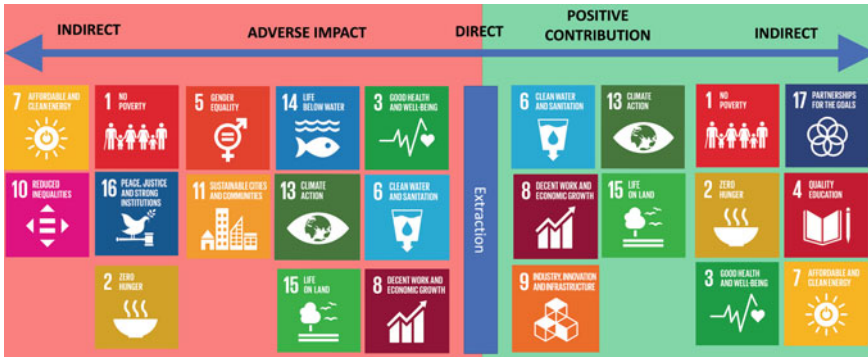 INDIRECT
ADVERSE IMPACT
DIRECT
POSITIVE
CONTRIBUTION
INDIRECT
7 AFFORDABLE AND
CLEAN ENERGY
1 NO
POVERTY
5 GENDER
EQUALITY
14 LIFE
BELOW WATER
3 GOOD HEALTH
AND WELL-BEING
6 CLEAN WATER
AND SANITATION
13 CLIMATE
ACTION
1 NO
POVERTY
17 PARTNERSHIPS
FOR THE GOALS
10 REDUCED
INEQUALITIES
16 PEACE, JUSTICE
AND STRONG
INSTITUTIONS
11 SUSTAINABLE CITIES
AND COMMUNITIES
13 CLIMATE
ACTION
6 CLEAN WATER
AND SANITATION
Extraction
8 DECENT WORK AND
ECONOMIC GROWTH
15 LIFE
ON LAND
2 ZERO
HUNGER
4 QUALITY
EDUCATION
2 ZERO
HUNGER
15 LIFE
ON LAND
8 DECENT WORK AND
ECONOMIC GROWTH
9 INDUSTRY, INNOVATION
AND INFRASTRUCTURE
3 GOOD HEALTH
AND WELL-BEING
7 AFFORDABLE AND
CLEAN ENERGY